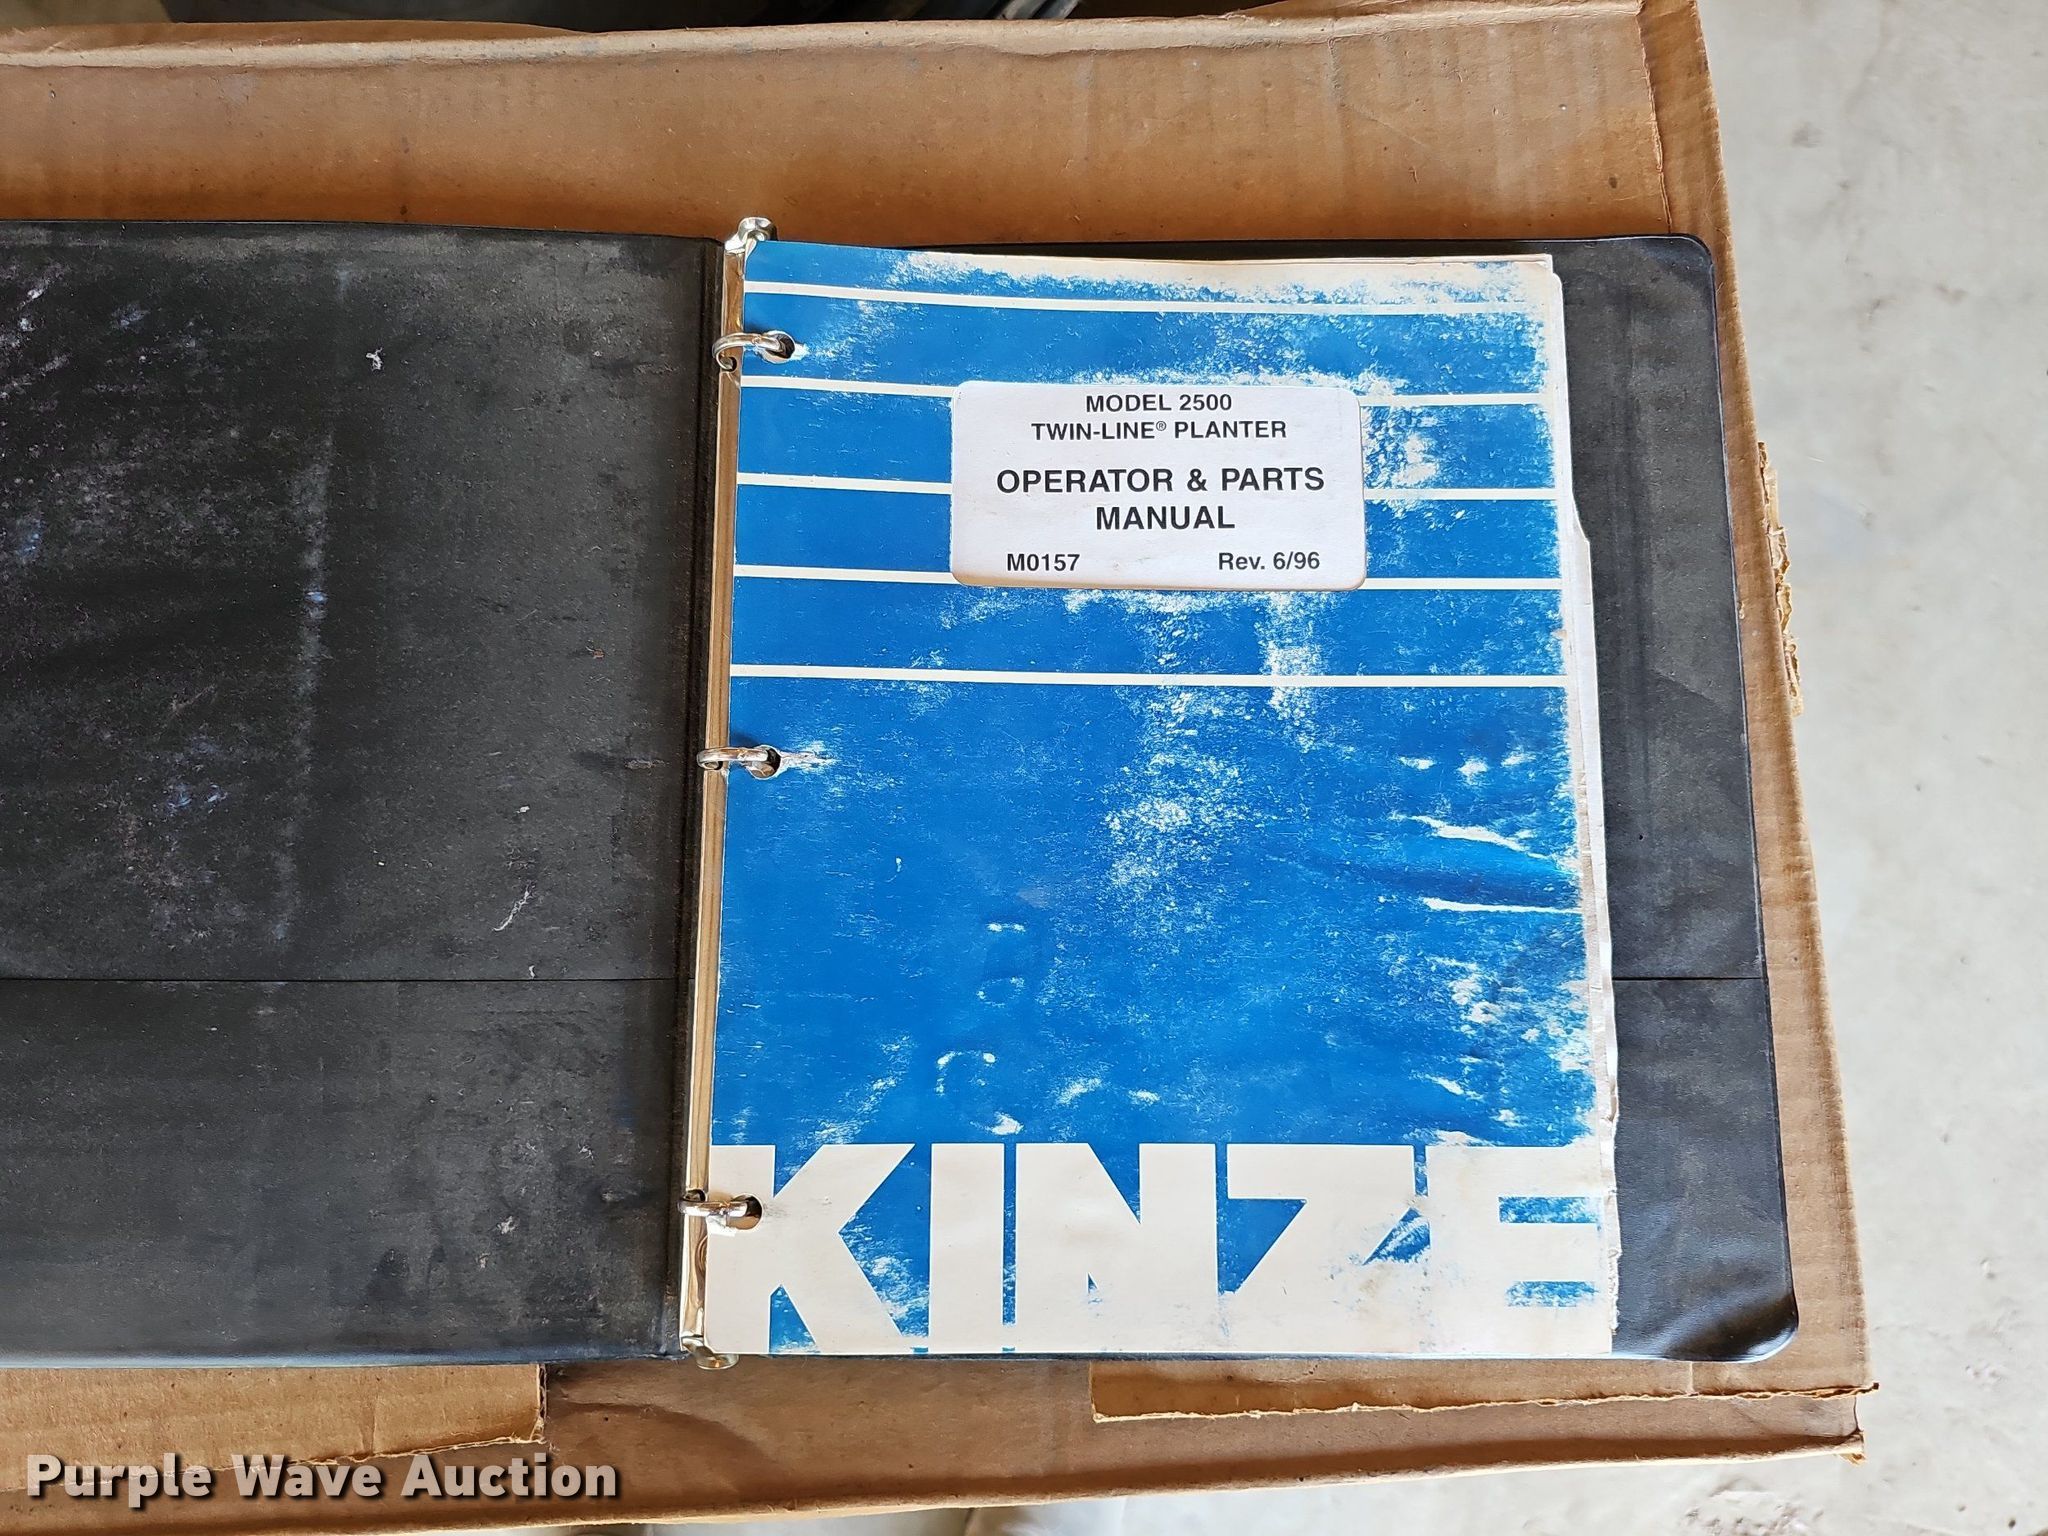 MODEL 2500
TWIN-LINE® PLANTER
OPERATOR & PARTS
MANUAL
M0157 Rev. 6/96
KINZE
Purple Wave Auction